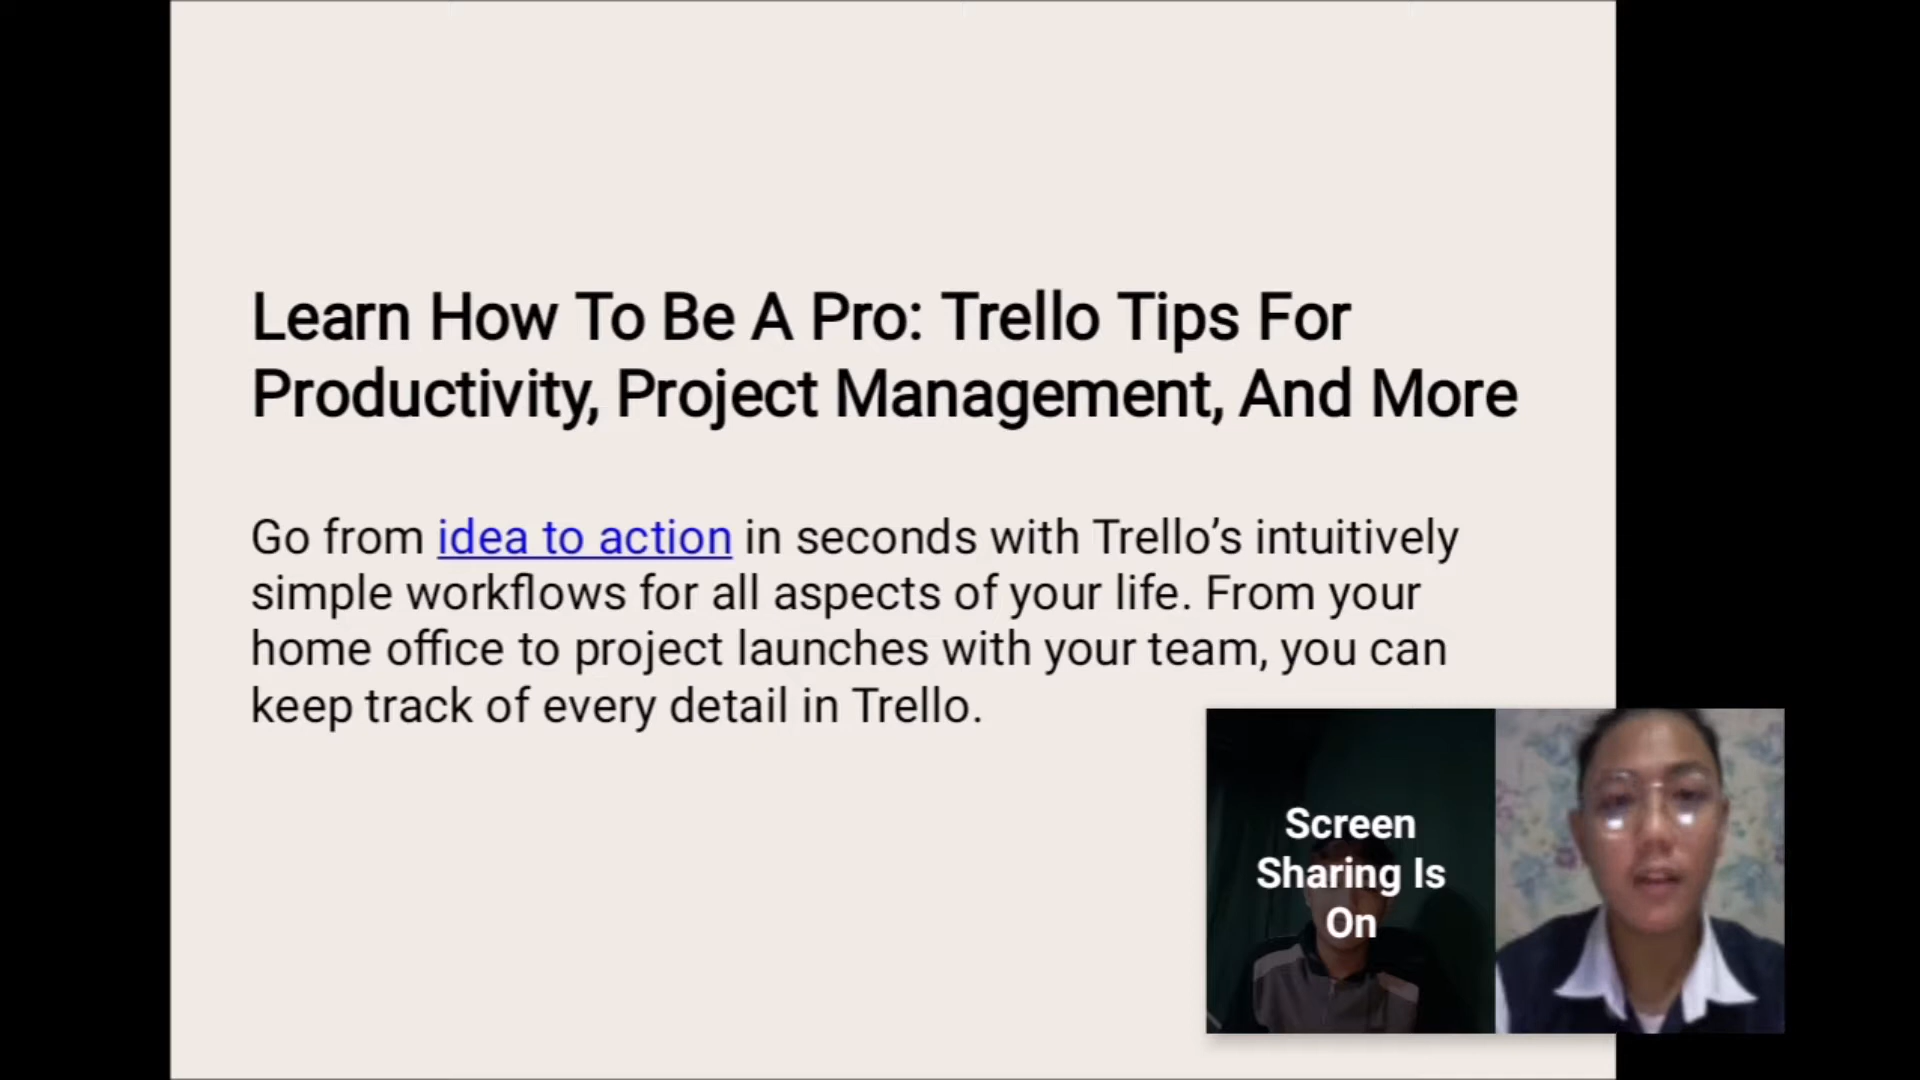 Learn How To Be A Pro: Trello Tips For
Productivity, Project Management, And More
Go from idea to action in seconds with Trello’s intuitively
simple workflows for all aspects of your life. From your
home office to project launches with your team, you can
keep track of every detail in Trello.
Screen
Sharing Is
On